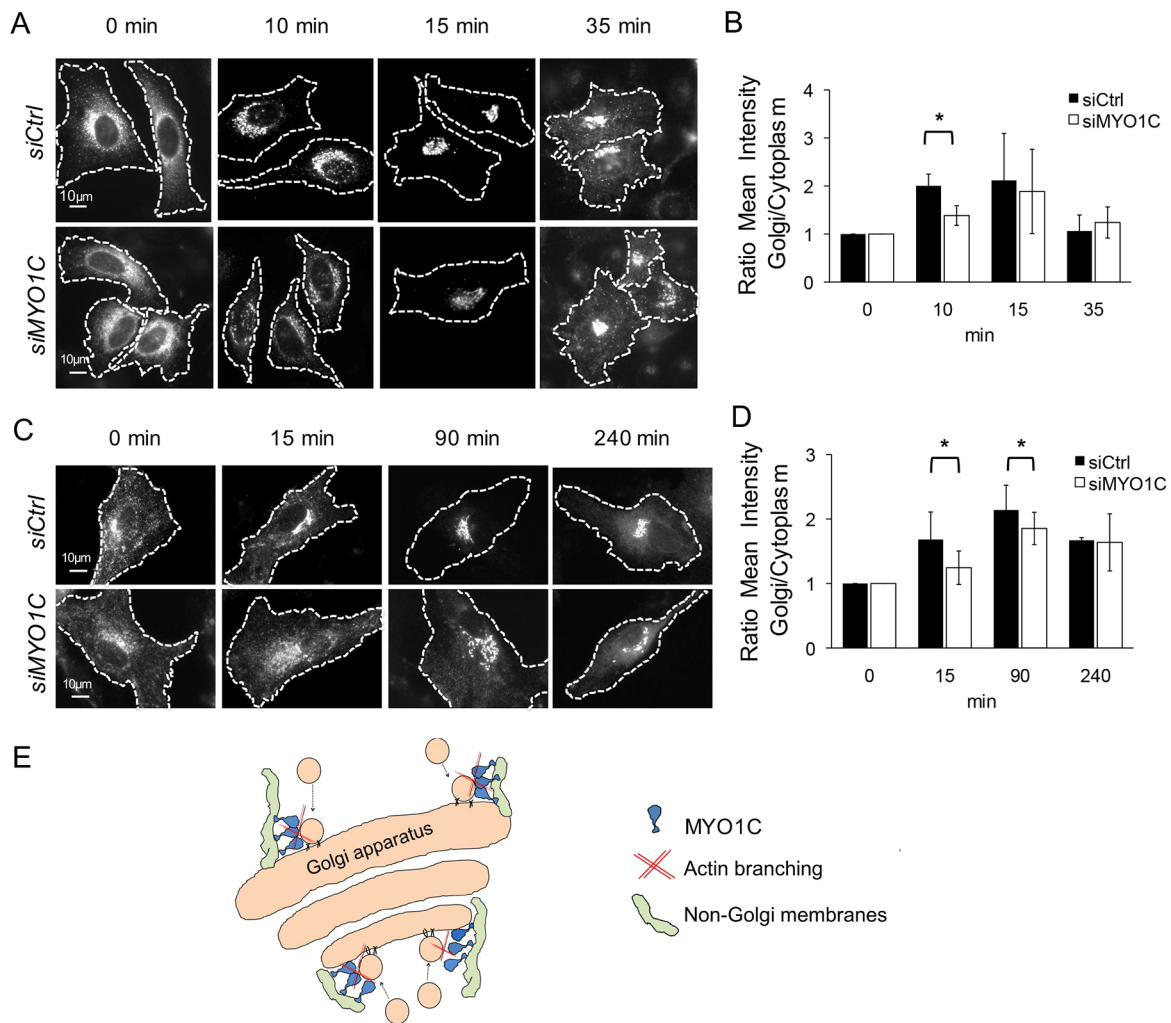 A
0 min
10 min
15 min
35 min
siCtrl
10µm
siMYO1C
10µm
B
Ratio Mean Intensity
Golgi/Cytoplasm
4
3
2
1
0
*
siCtrl
siMYO1C
0
10
15
35
min
C
0 min
15 min
90 min
240 min
siCtrl
10µm
siMYO1C
10µm
D
Ratio Mean Intensity
Golgi/Cytoplasm
3
2
1
0
*
*
siCtrl
siMYO1C
0
15
90
240
min
E
Golgi apparatus
MYO1C
Actin branching
Non-Golgi membranes